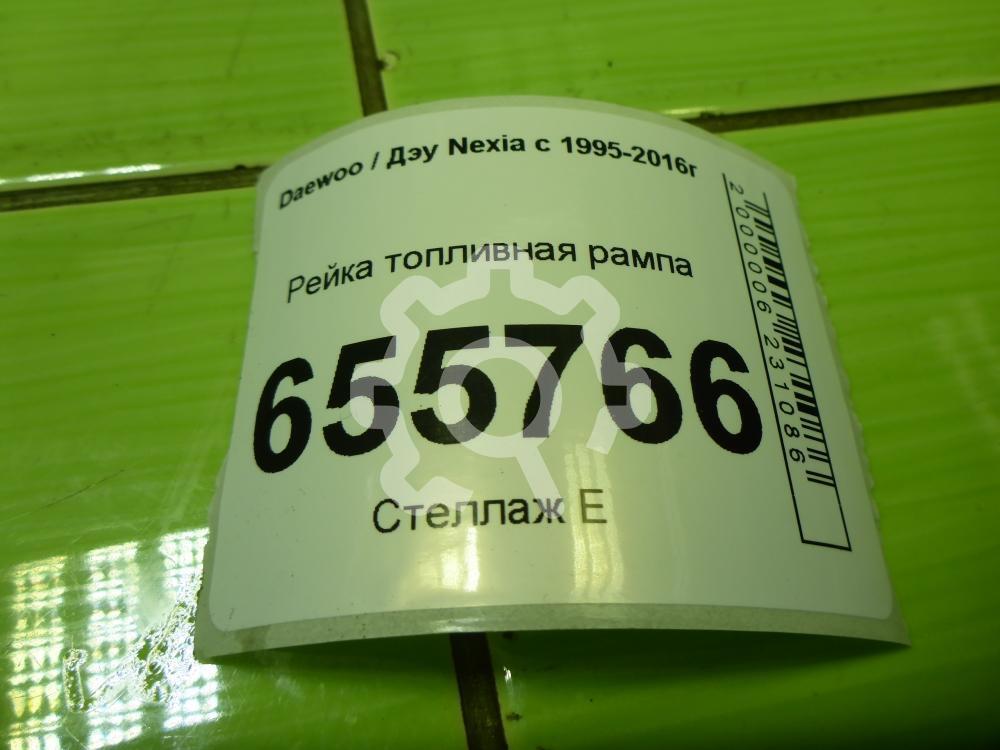 Daewoo / Дэу Nexia с 1995-2016г
Рейка топливная рампа
655766
Стеллаж Е
2000006231086